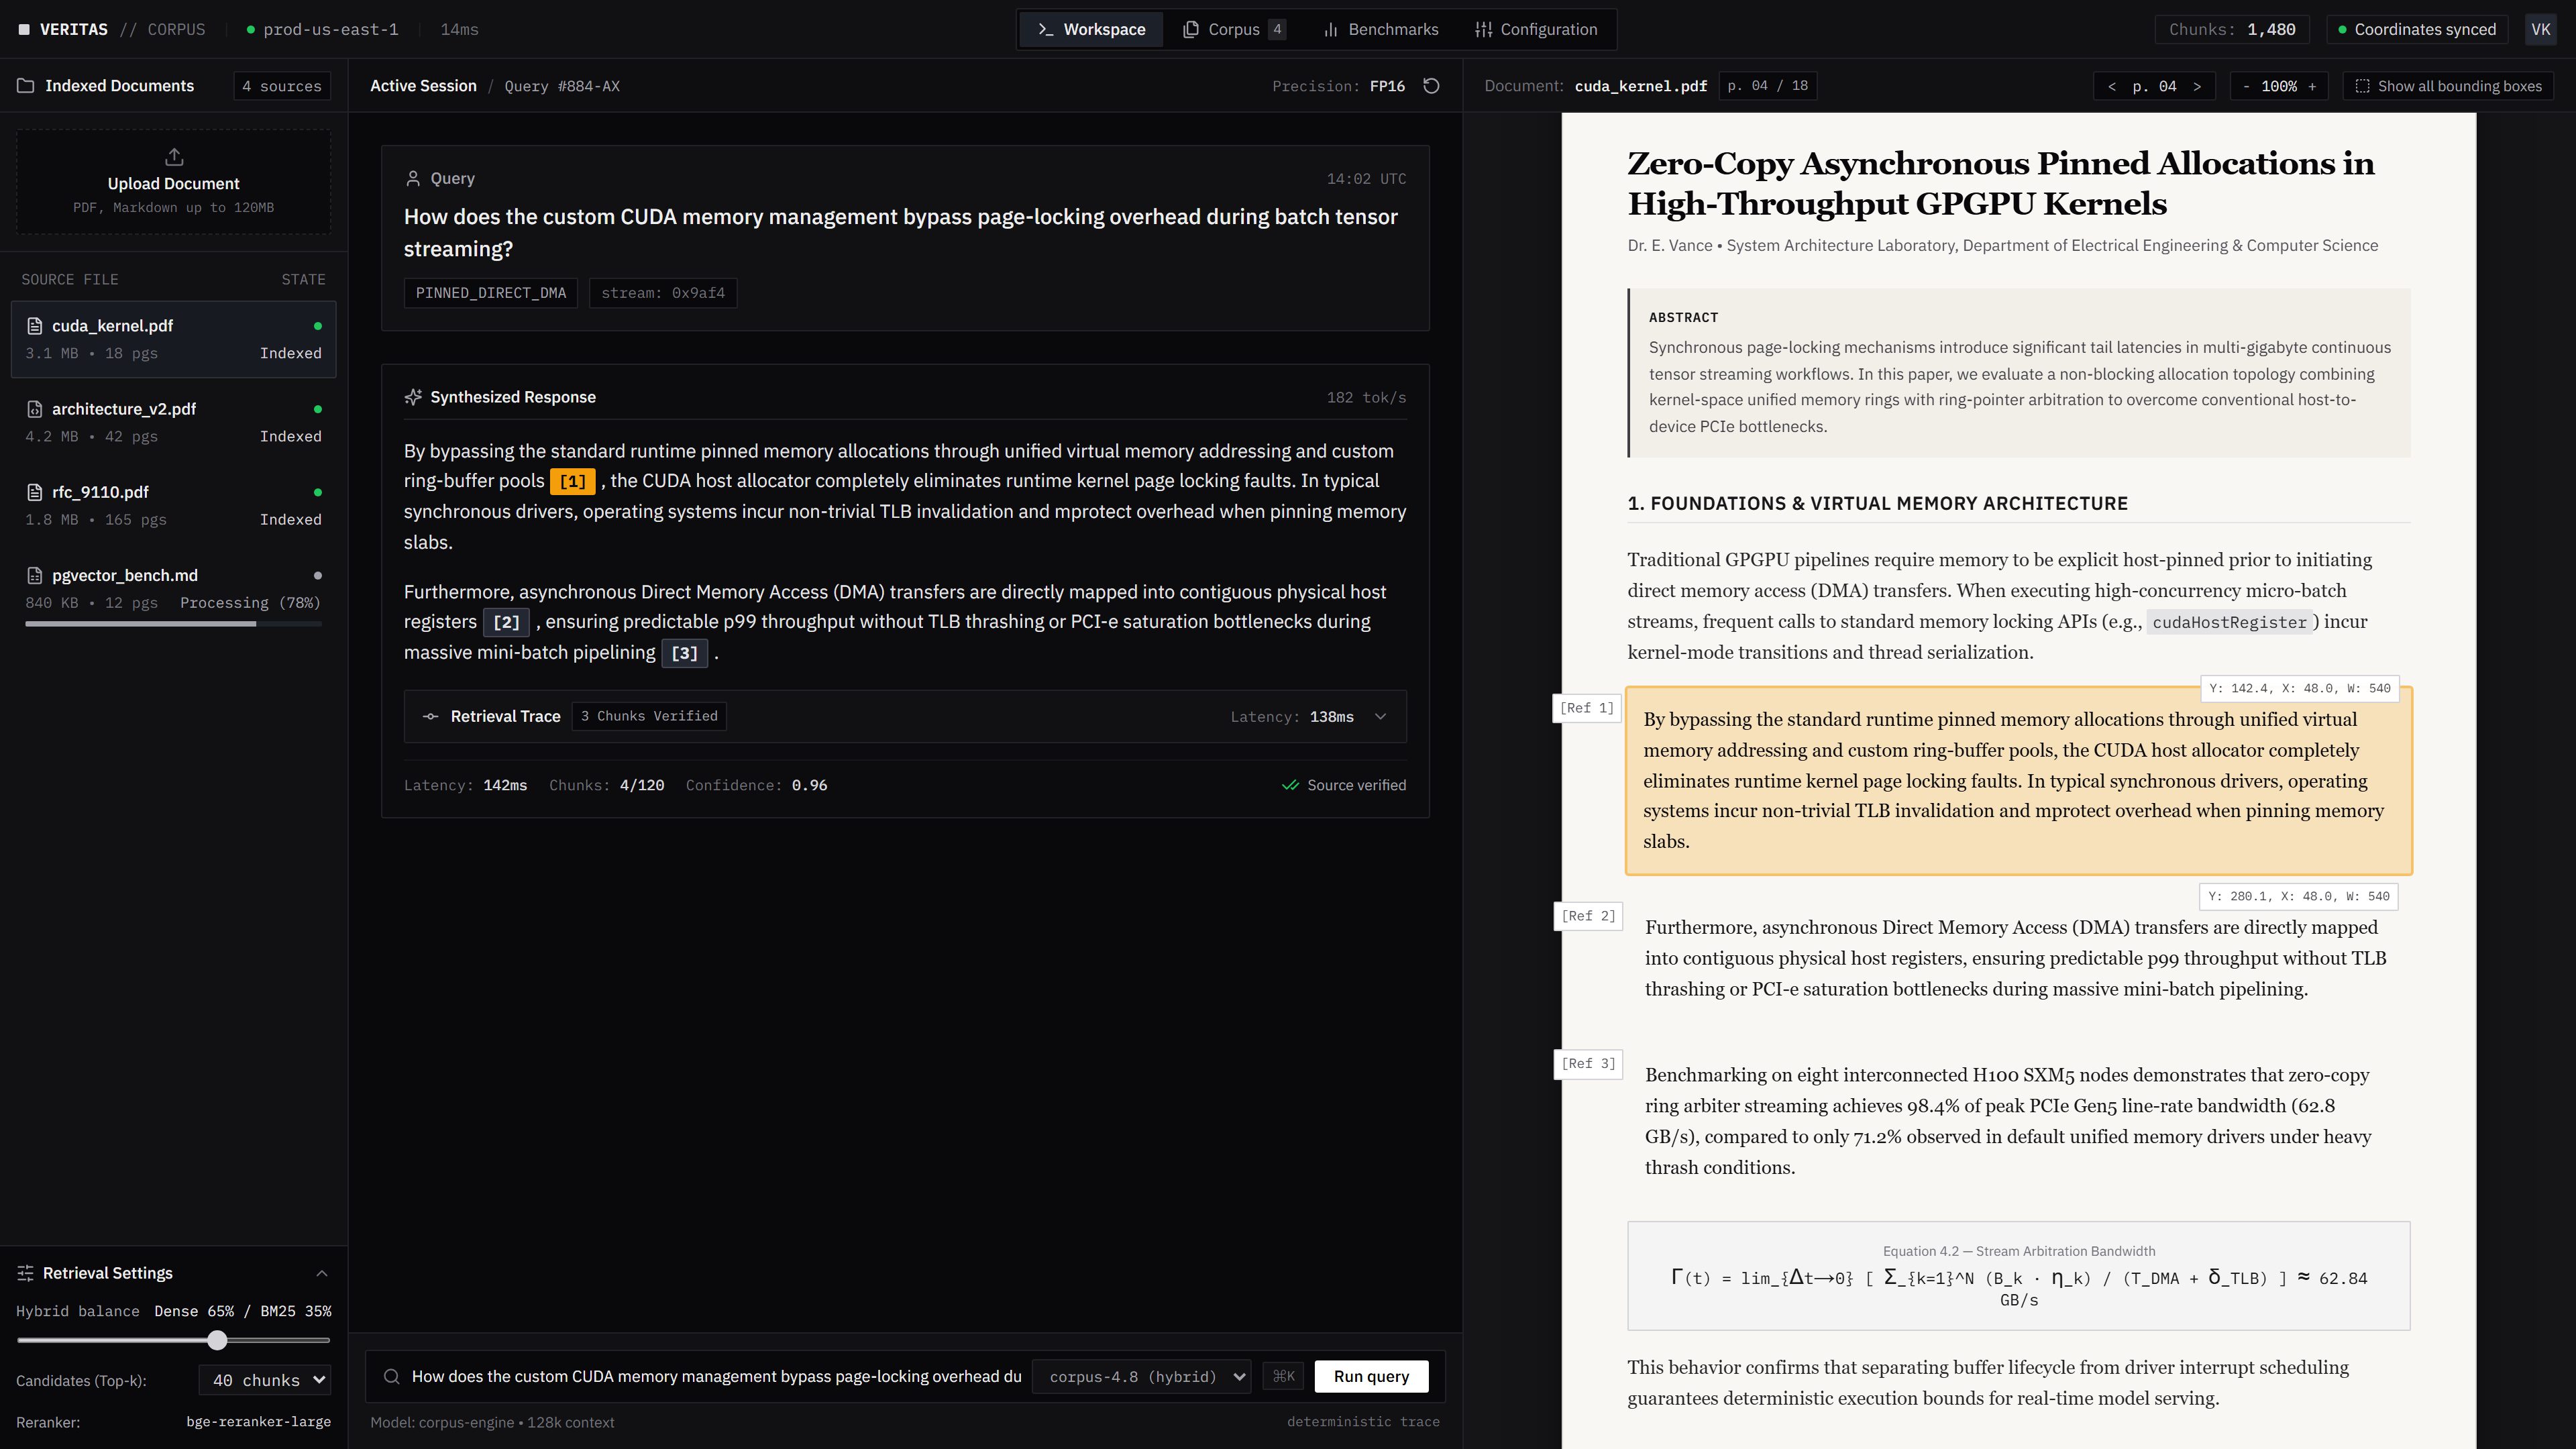 VERITAS // CORPUS
prod-us-east-1
14ms
Workspace
Corpus 4
Benchmarks
Configuration
Chunks: 1,480
Coordinates synced
VK
Indexed Documents
4 sources
Upload Document
PDF, Markdown up to 120MB
SOURCE FILE STATE
cuda_kernel.pdf
3.1 MB • 18 pgs Indexed
architecture_v2.pdf
4.2 MB • 42 pgs Indexed
rfc_9110.pdf
1.8 MB • 165 pgs Indexed
pgvector_bench.md
840 KB • 12 pgs Processing (78%)
Retrieval Settings
Hybrid balance Dense 65% / BM25 35%
Candidates (Top-k): 40 chunks
Reranker: bge-reranker-large
Active Session / Query #884-AX
Precision: FP16
Query
14:02 UTC
How does the custom CUDA memory management bypass page-locking overhead during batch tensor
streaming?
PINNED_DIRECT_DMA
stream: 0x9af4
Synthesized Response
182 tok/s
By bypassing the standard runtime pinned memory allocations through unified virtual memory addressing and custom
ring-buffer pools [1] , the CUDA host allocator completely eliminates runtime kernel page locking faults. In typical
synchronous drivers, operating systems incur non-trivial TLB invalidation and mprotect overhead when pinning memory
slabs.
Furthermore, asynchronous Direct Memory Access (DMA) transfers are directly mapped into contiguous physical host
registers [2] , ensuring predictable p99 throughput without TLB thrashing or PCI-e saturation bottlenecks during
massive mini-batch pipelining [3] .
Retrieval Trace
3 Chunks Verified
Latency: 138ms
Latency: 142ms Chunks: 4/120 Confidence: 0.96
Source verified
How does the custom CUDA memory management bypass page-locking overhead du
corpus-4.8 (hybrid)
⌘K
Run query
Model: corpus-engine • 128k context
deterministic trace
Document: cuda_kernel.pdf
p. 04 / 18
< p. 04 >
- 100% +
Show all bounding boxes
Zero-Copy Asynchronous Pinned Allocations in
High-Throughput GPGPU Kernels
Dr. E. Vance • System Architecture Laboratory, Department of Electrical Engineering & Computer Science
ABSTRACT
Synchronous page-locking mechanisms introduce significant tail latencies in multi-gigabyte continuous
tensor streaming workflows. In this paper, we evaluate a non-blocking allocation topology combining
kernel-space unified memory rings with ring-pointer arbitration to overcome conventional host-to-
device PCIe bottlenecks.
1. FOUNDATIONS & VIRTUAL MEMORY ARCHITECTURE
Traditional GPGPU pipelines require memory to be explicit host-pinned prior to initiating
direct memory access (DMA) transfers. When executing high-concurrency micro-batch
streams, frequent calls to standard memory locking APIs (e.g., cudaHostRegister) incur
kernel-mode transitions and thread serialization.
Y: 142.4, X: 48.0, W: 540
[Ref 1]
By bypassing the standard runtime pinned memory allocations through unified virtual
memory addressing and custom ring-buffer pools, the CUDA host allocator completely
eliminates runtime kernel page locking faults. In typical synchronous drivers, operating
systems incur non-trivial TLB invalidation and mprotect overhead when pinning memory
slabs.
Y: 280.1, X: 48.0, W: 540
[Ref 2]
Furthermore, asynchronous Direct Memory Access (DMA) transfers are directly mapped
into contiguous physical host registers, ensuring predictable p99 throughput without TLB
thrashing or PCI-e saturation bottlenecks during massive mini-batch pipelining.
[Ref 3]
Benchmarking on eight interconnected H100 SXM5 nodes demonstrates that zero-copy
ring arbiter streaming achieves 98.4% of peak PCIe Gen5 line-rate bandwidth (62.8
GB/s), compared to only 71.2% observed in default unified memory drivers under heavy
thrash conditions.
Equation 4.2 — Stream Arbitration Bandwidth
Γ(t) = lim_{Δt⟶0} [ Σ_{k=1}^N (B_k · η_k) / (T_DMA + δ_TLB) ] ≈ 62.84
GB/s
This behavior confirms that separating buffer lifecycle from driver interrupt scheduling
guarantees deterministic execution bounds for real-time model serving.